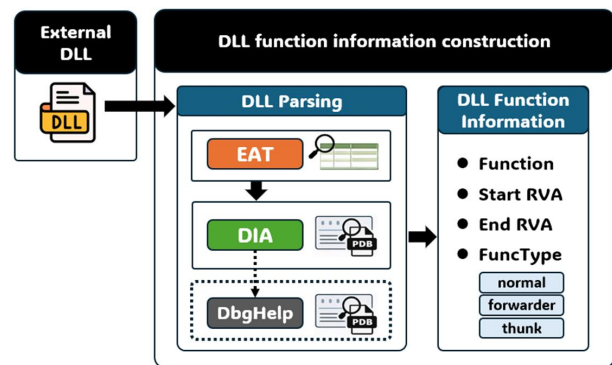 External
DLL
DLL
DLL function information construction
DLL Parsing
EAT
DIA
PDB
DbgHelp
PDB
DLL Function
Information
Function
Start RVA
End RVA
FuncType
normal
forwarder
thunk